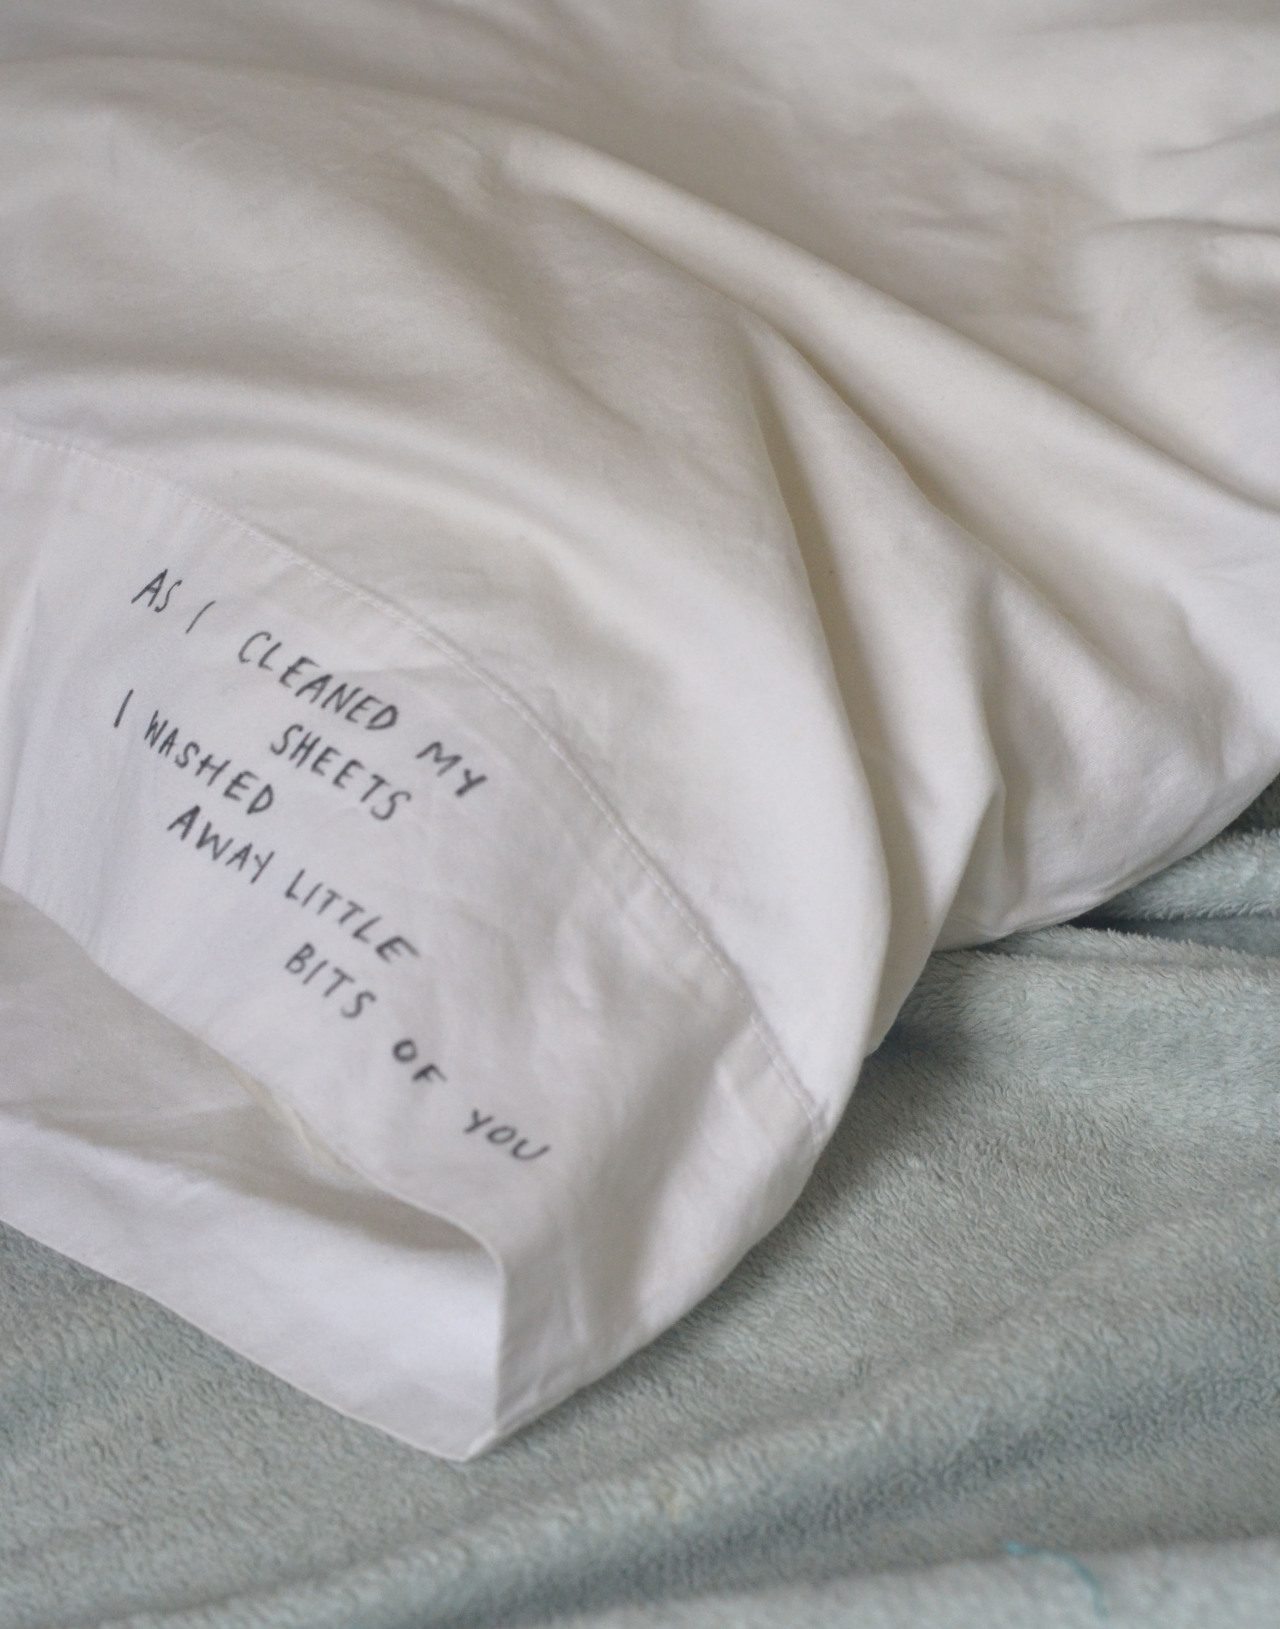 AS I CLEANED MY
SHEETS
I WASHED
AWAY LITTLE
BITS OF YOU